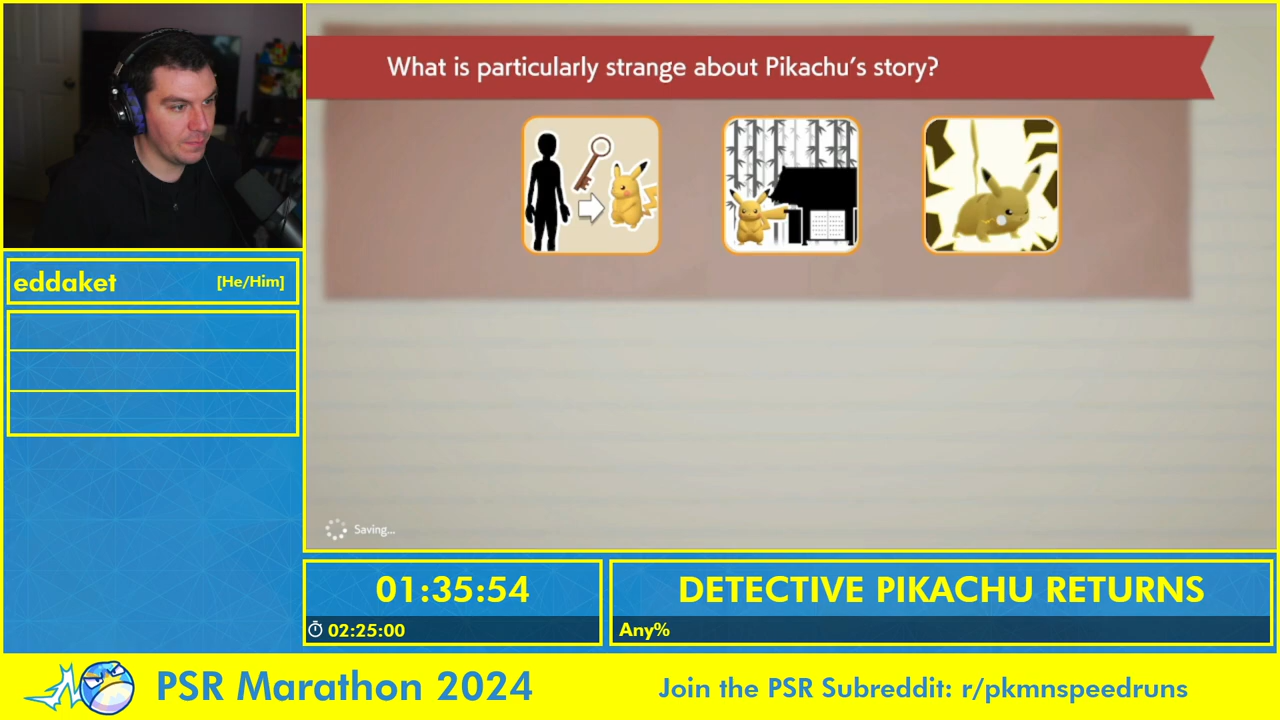 What is particularly strange about Pikachu's story?
eddaket
[He/Him]
Saving...
01:35:54
02:25:00
DETECTIVE PIKACHU RETURNS
Any%
PSR Marathon 2024
Join the PSR Subreddit: r/pkmnspeedruns